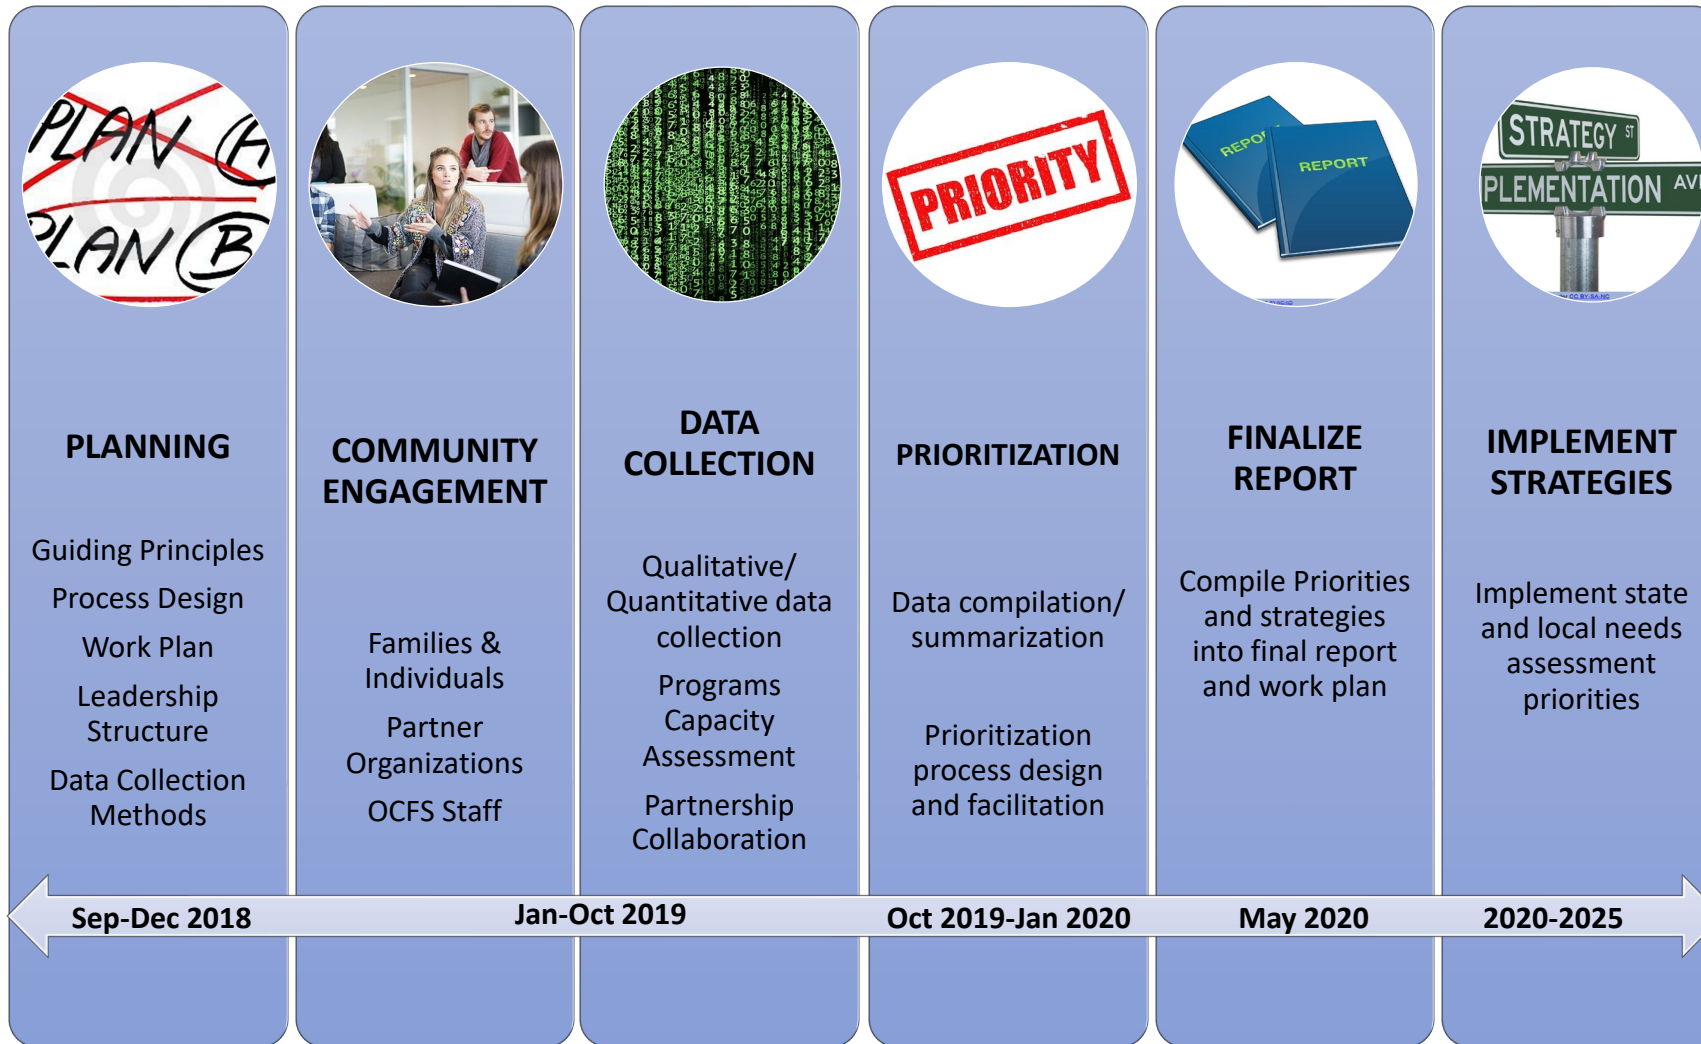 PLAN A
PLAN B
PRIORITY
REPORT
REPORT
STRATEGY ST
PLEMENTATION AV
CC BY-SA-NC
PLANNING
Guiding Principles
Process Design
Work Plan
Leadership
Structure
Data Collection
Methods
COMMUNITY
ENGAGEMENT
Families &
Individuals
Partner
Organizations
OCFS Staff
DATA
COLLECTION
Qualitative/
Quantitative data
collection
Programs
Capacity
Assessment
Partnership
Collaboration
PRIORITIZATION
Data compilation/
summarization
Prioritization
process design
and facilitation
FINALIZE
REPORT
Compile Priorities
and strategies
into final report
and work plan
IMPLEMENT
STRATEGIES
Implement state
and local needs
assessment
priorities
Sep-Dec 2018
Jan-Oct 2019
Oct 2019-Jan 2020
May 2020
2020-2025